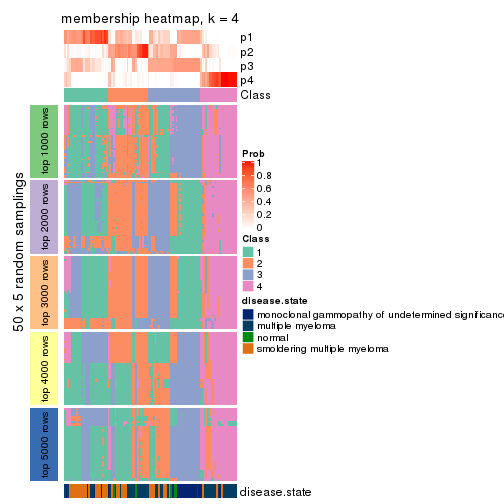 membership heatmap, k = 4
p1
p2
p3
p4
Class
50 x 5 random samplings
top 1000 rows
top 2000 rows
top 3000 rows
top 4000 rows
top 5000 rows
Prob
1
0.8
0.6
0.4
0.2
0
Class
1
2
3
4
disease.state
monoclonal gammopathy of undetermined significance
multiple myeloma
normal
smoldering multiple myeloma
disease.state